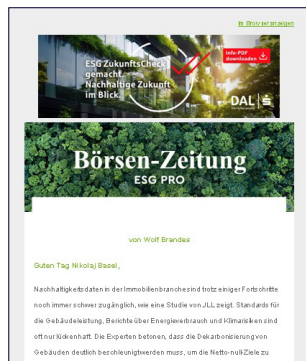 Im Browser anzeigen
ESG ZukunftsCheck
gemacht.
Nachhaltige Zukunft
im Blick.
Info-PDF
downloaden
DAL
Börsen-Zeitung
ESG PRO
von Wolf Brandes
Guten Tag Nikolaj Basel,
Nachhaltigkeitsdaten in der Immobilienbranche sind trotz einiger Fortschritte
noch immer schwer zugänglich, wie eine Studie von JLL zeigt. Standards für
die Gebäudeleistung, Berichte über Energieverbrauch und Klimarisiken sind
oft nur lückenhaft. Die Experten betonen, dass die Dekarbonisierung von
Gebäuden deutlich beschleunigt werden muss, um die Netto-null-Ziele zu